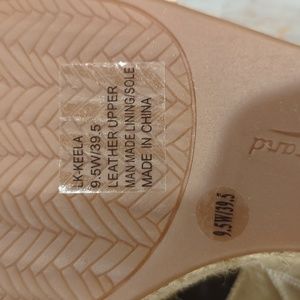 LK-KEELA
9.5W/39.5
LEATHER UPPER
MAN MADE LINING/SOLE
MADE IN CHINA
9.5W/39.5